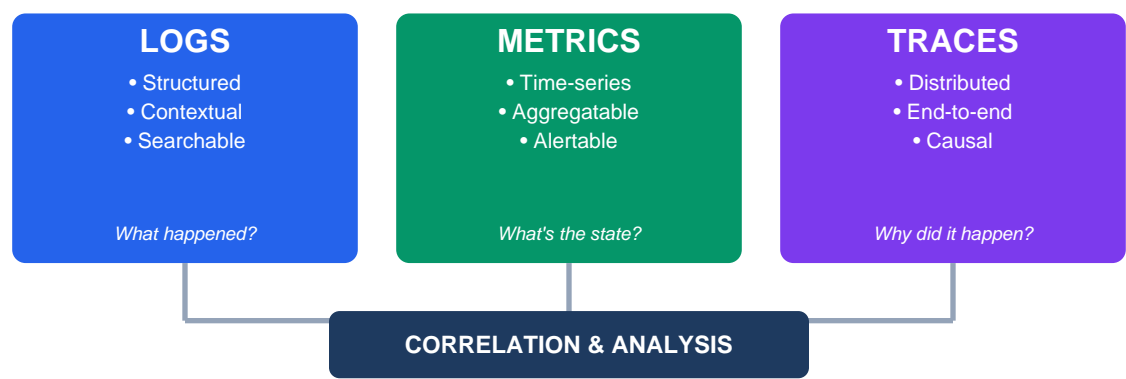 LOGS
• Structured
• Contextual
• Searchable
What happened?
METRICS
• Time-series
• Aggregatable
• Alertable
What's the state?
TRACES
• Distributed
• End-to-end
• Causal
Why did it happen?
CORRELATION & ANALYSIS